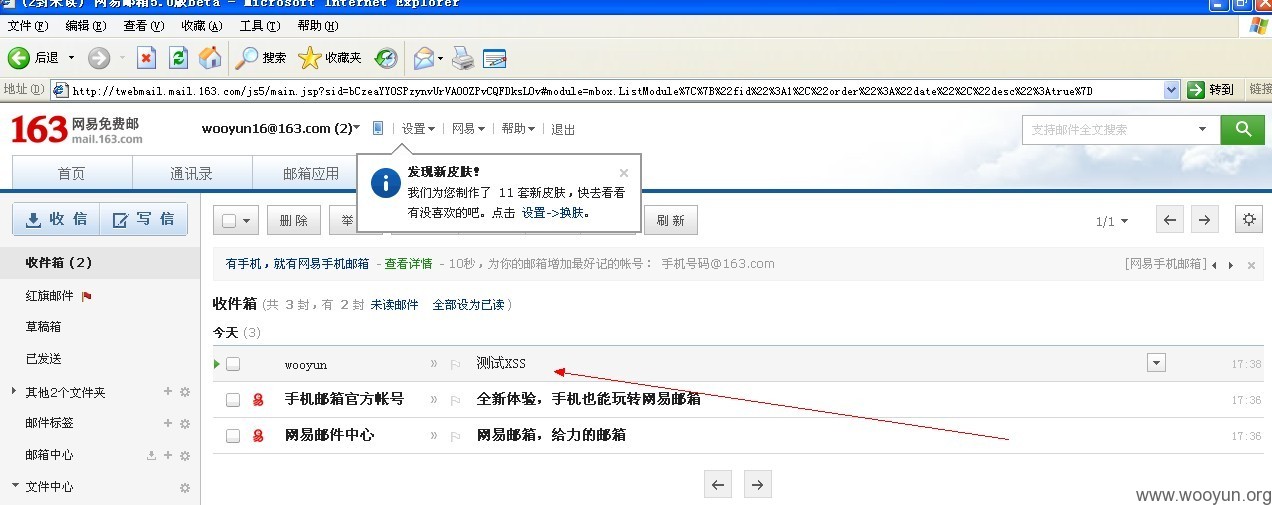 (2封未读) 网易邮箱5.0版beta - Microsoft Internet Explorer
文件(F) 编辑(E) 查看(V) 收藏(A) 工具(T) 帮助(H)
后退 搜索 收藏夹
地址(D) http://twebmail.mail.163.com/js5/main.jsp?sid=bCzeaYYOSPzynvUrVAOOZPvCQFDksLOv#module=mbox.ListModule%7C%7B%22fid%22%3A1%2C%22order%22%3A%22date%22%2C%22desc%22%3Atrue%7D 转到 链接
163 网易免费邮
mail.163.com
wooyun16@163.com (2) 设置 网易 帮助 退出
支持邮件全文搜索
首页 通讯录 邮箱应用
发现新皮肤!
我们为您制作了 11 套新皮肤，快去看看
有没喜欢的吧。点击 设置->换肤。
收 信 写 信
删 除 举 刷 新 1/1
收件箱 (2)
有手机，就有网易手机邮箱 - 查看详情 - 10秒，为你的邮箱增加最好记的帐号： 手机号码@163.com [网易手机邮箱]
红旗邮件
收件箱 (共 3 封，有 2 封 未读邮件 全部设为已读)
草稿箱
今天 (3)
已发送
wooyun 测试XSS 17:38
其他2个文件夹
手机邮箱官方帐号 全新体验，手机也能玩转网易邮箱 17:36
邮件标签
网易邮件中心 网易邮箱，给力的邮箱 17:36
邮箱中心
文件中心
www.wooyun.org